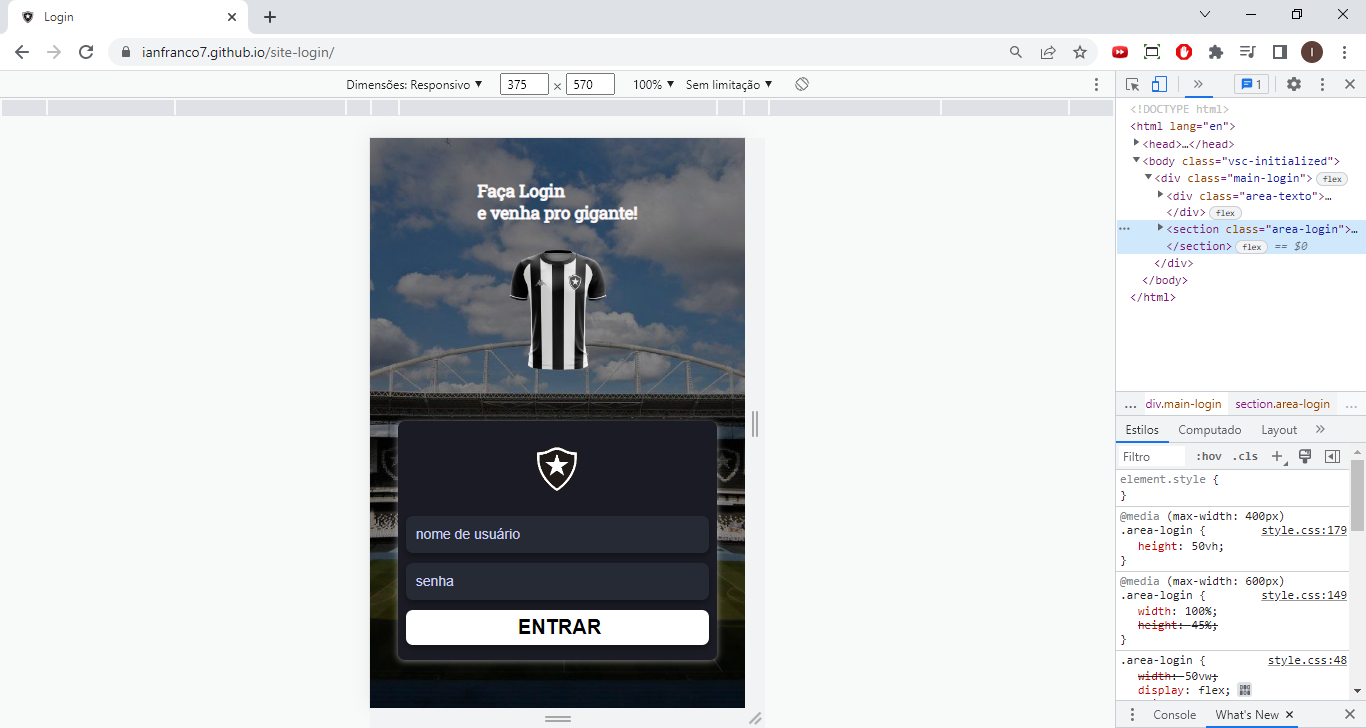 Login
ianfranco7.github.io/site-login/
I
Dimensões: Responsivo ▼ 375 × 570 100% ▼ Sem limitação ▼
Faça Login
e venha pro gigante!
nome de usuário
senha
ENTRAR
» 1
<!DOCTYPE html>
<html lang="en">
<head>…</head>
<body class="vsc-initialized">
<div class="main-login"> flex
<div class="area-texto">…
</div> flex
… <section class="area-login">…
</section> flex == $0
</div>
</body>
</html>
… div.main-login section.area-login …
Estilos Computado Layout »
Filtro :hov .cls +
element.style {
}
@media (max-width: 400px)
.area-login { style.css:179
height: 50vh;
}
@media (max-width: 600px)
.area-login { style.css:149
width: 100%;
height: 45%;
}
.area-login { style.css:48
width: 50vw;
display: flex;
Console What's New ×